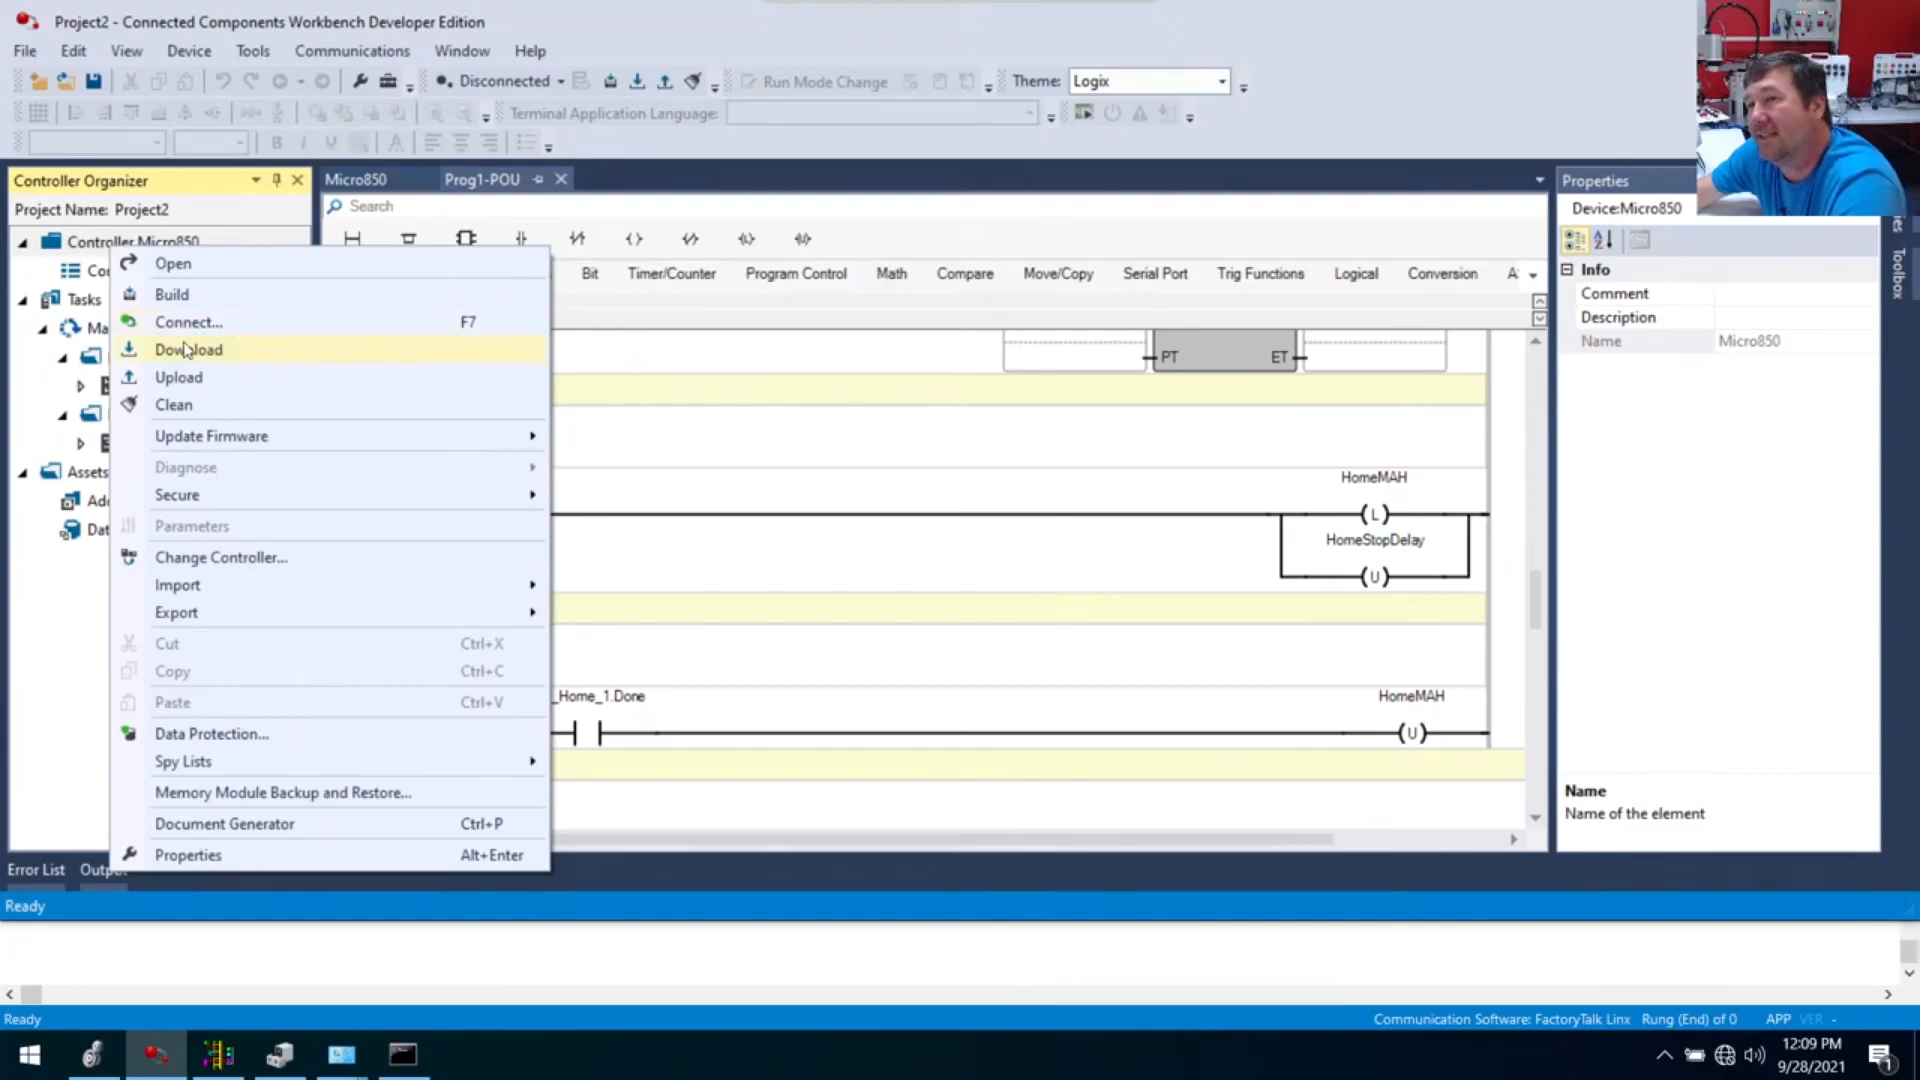 Project2 - Connected Components Workbench Developer Edition
File Edit View Device Tools Communications Window Help
Disconnected Run Mode Change Theme: Logix
Terminal Application Language:
Controller Organizer
Project Name: Project2
Controller.Micro850
Tasks
Assets
Micro850 Prog1-POU
Search
Bit Timer/Counter Program Control Math Compare Move/Copy Serial Port Trig Functions Logical Conversion
Open
Build
Connect... F7
Download
Upload
Clean
Update Firmware
Diagnose
Secure
Parameters
Change Controller...
Import
Export
Cut Ctrl+X
Copy Ctrl+C
Paste Ctrl+V
Data Protection...
Spy Lists
Memory Module Backup and Restore...
Document Generator Ctrl+P
Properties Alt+Enter
PT ET
HomeMAH
L
HomeStopDelay
U
_Home_1.Done HomeMAH
U
Properties
Device:Micro850
Info
Comment
Description
Name Micro850
Name
Name of the element
Toolbox
Error List Output
Ready
Ready Communication Software: FactoryTalk Linx Rung (End) of 0 APP VER -
12:09 PM
9/28/2021
1